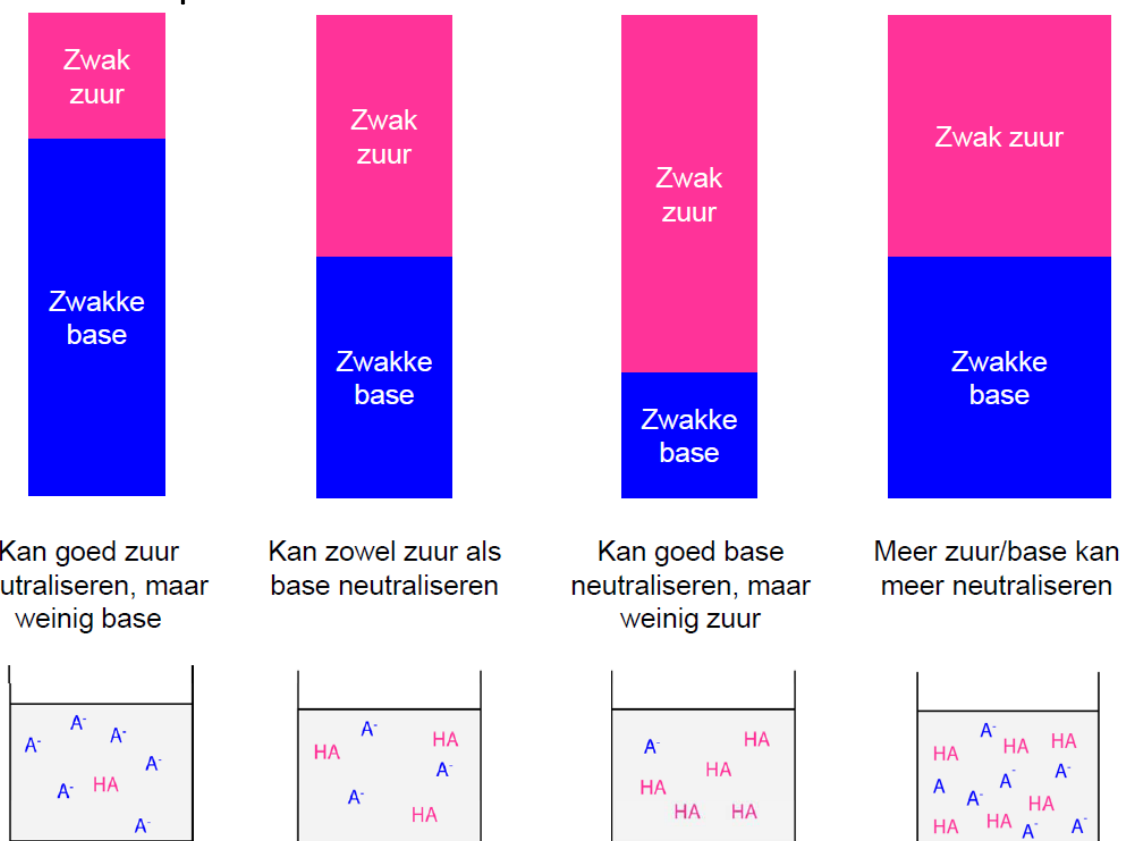 Zwak
zuur
Zwakke
base
Zwak
zuur
Zwakke
base
Zwak
zuur
Zwakke
base
Zwak zuur
Zwakke
base
Kan goed zuur
utraliseren, maar
weinig base
Kan zowel zuur als
base neutraliseren
Kan goed base
neutraliseren, maar
weinig zuur
Meer zuur/base kan
meer neutraliseren
A⁻
A⁻ A⁻
A⁻
A⁻ HA
A⁻
A⁻
HA HA
A⁻
A⁻
HA
A⁻ HA
HA
HA
HA HA
A⁻
HA HA HA
A A⁻ A⁻
A⁻ HA
HA HA A⁻ A⁻